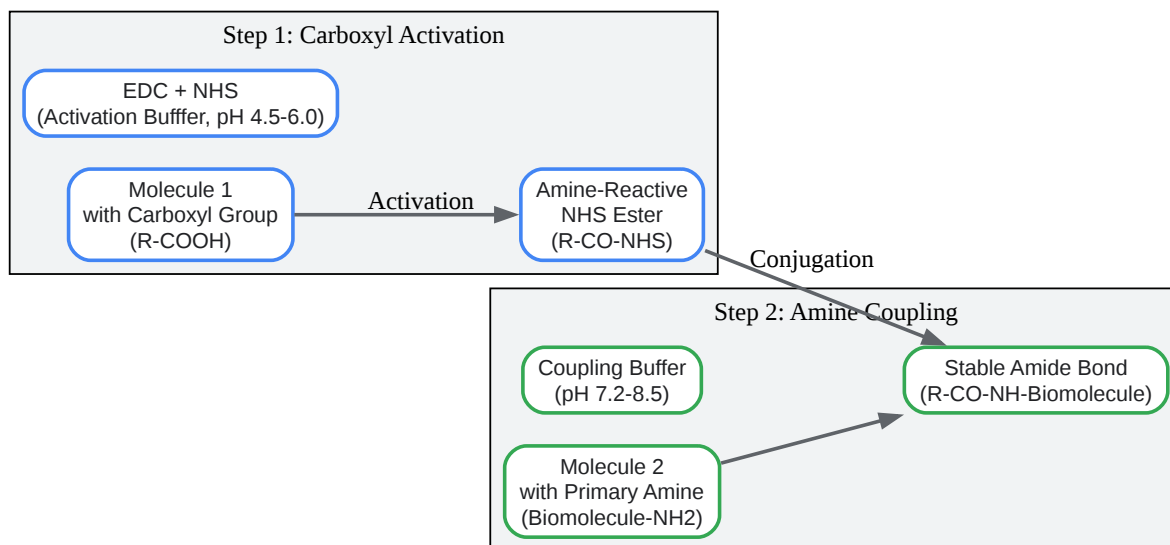 Step 1: Carboxyl Activation
EDC + NHS
(Activation Bufffer, pH 4.5-6.0)
Molecule 1
with Carboxyl Group
(R-COOH)
Activation
Amine-Reactive
NHS Ester
(R-CO-NHS)
Conjugation
Step 2: Amine Coupling
Coupling Buffer
(pH 7.2-8.5)
Stable Amide Bond
(R-CO-NH-Biomolecule)
Molecule 2
with Primary Amine
(Biomolecule-NH2)